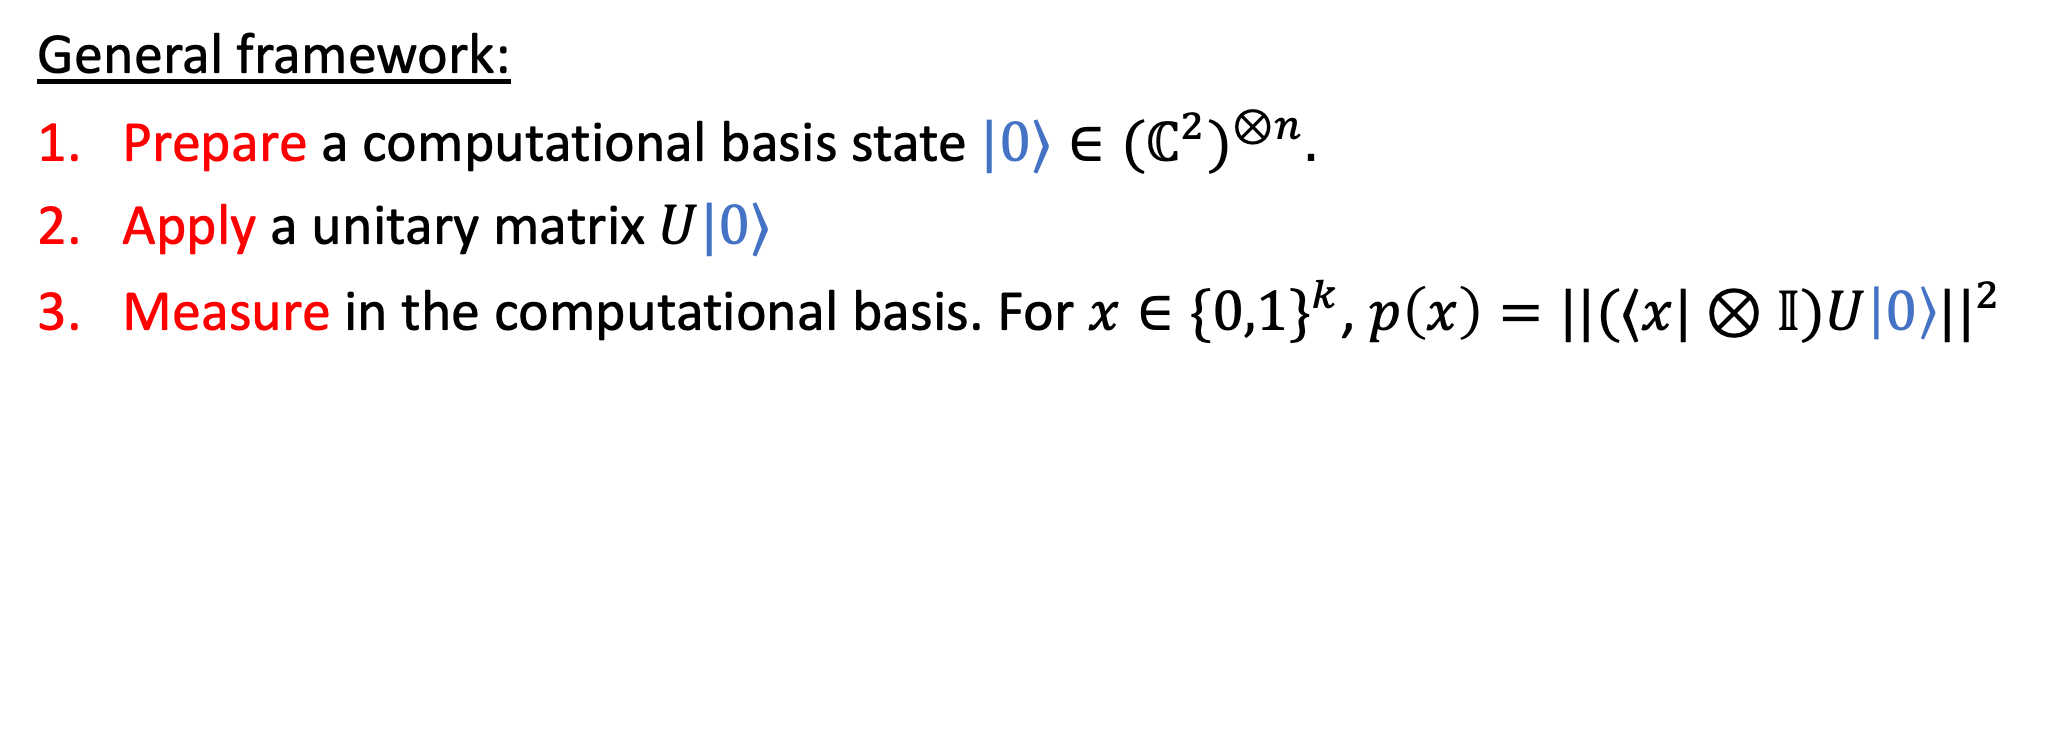 General framework:
1. Prepare a computational basis state |0⟩ ∈ (ℂ²)^⊗n.
2. Apply a unitary matrix U|0⟩
3. Measure in the computational basis. For x ∈ {0,1}^k, p(x) = ||(⟨x| ⊗ 𝕀)U|0⟩||²